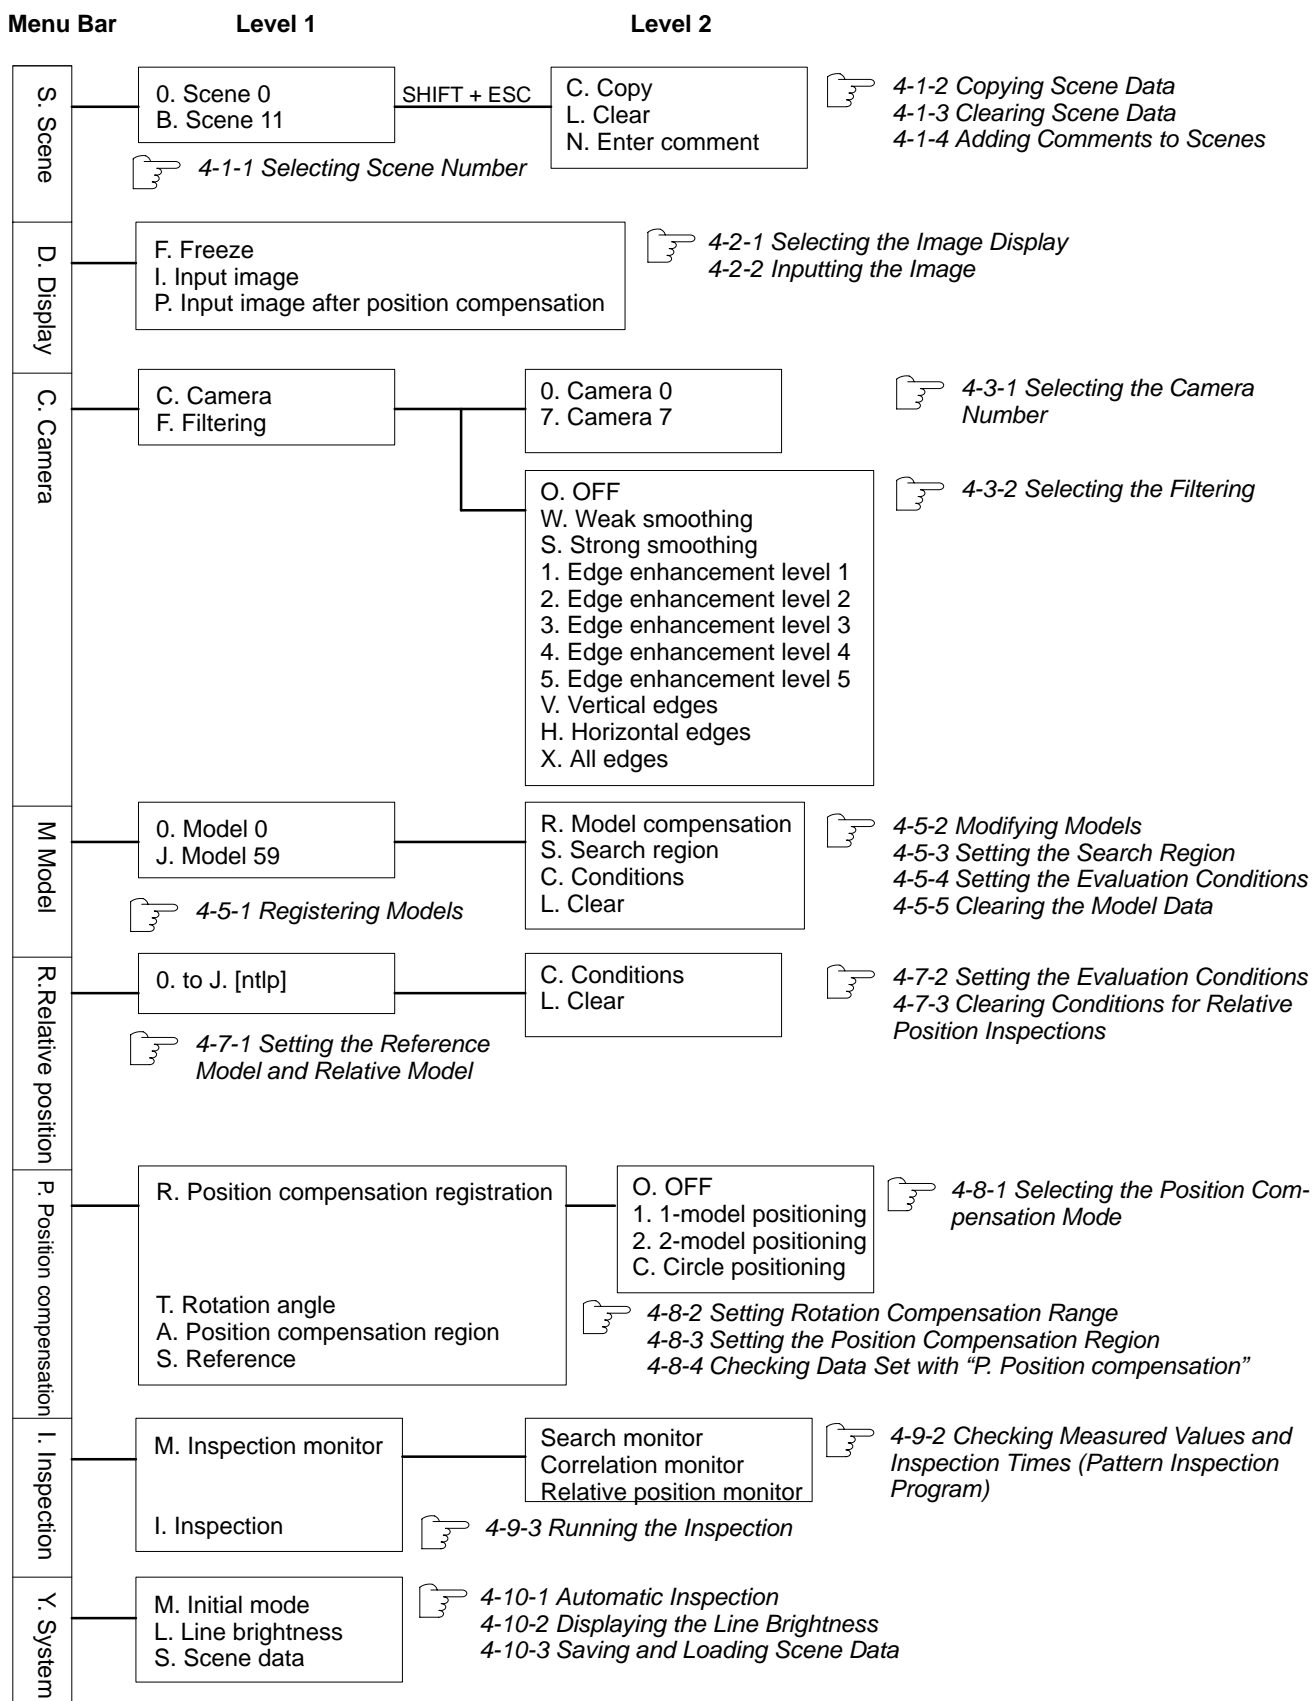 Menu Bar Level 1 Level 2
S. Scene
0. Scene 0
B. Scene 11
SHIFT + ESC
C. Copy
L. Clear
N. Enter comment
4-1-2 Copying Scene Data
4-1-3 Clearing Scene Data
4-1-4 Adding Comments to Scenes
4-1-1 Selecting Scene Number
D. Display
F. Freeze
I. Input image
P. Input image after position compensation
4-2-1 Selecting the Image Display
4-2-2 Inputting the Image
C. Camera
C. Camera
F. Filtering
0. Camera 0
7. Camera 7
4-3-1 Selecting the Camera
Number
O. OFF
W. Weak smoothing
S. Strong smoothing
1. Edge enhancement level 1
2. Edge enhancement level 2
3. Edge enhancement level 3
4. Edge enhancement level 4
5. Edge enhancement level 5
V. Vertical edges
H. Horizontal edges
X. All edges
4-3-2 Selecting the Filtering
M Model
0. Model 0
J. Model 59
R. Model compensation
S. Search region
C. Conditions
L. Clear
4-5-2 Modifying Models
4-5-3 Setting the Search Region
4-5-4 Setting the Evaluation Conditions
4-5-5 Clearing the Model Data
4-5-1 Registering Models
R. Relative position
0. to J. [ntlp]
C. Conditions
L. Clear
4-7-2 Setting the Evaluation Conditions
4-7-3 Clearing Conditions for Relative
Position Inspections
4-7-1 Setting the Reference
Model and Relative Model
P. Position compensation
R. Position compensation registration
O. OFF
1. 1-model positioning
2. 2-model positioning
C. Circle positioning
4-8-1 Selecting the Position Com-
pensation Mode
T. Rotation angle
A. Position compensation region
S. Reference
4-8-2 Setting Rotation Compensation Range
4-8-3 Setting the Position Compensation Region
4-8-4 Checking Data Set with “P. Position compensation”
I. Inspection
M. Inspection monitor
Search monitor
Correlation monitor
Relative position monitor
4-9-2 Checking Measured Values and
Inspection Times (Pattern Inspection
Program)
I. Inspection
4-9-3 Running the Inspection
Y. System
M. Initial mode
L. Line brightness
S. Scene data
4-10-1 Automatic Inspection
4-10-2 Displaying the Line Brightness
4-10-3 Saving and Loading Scene Data